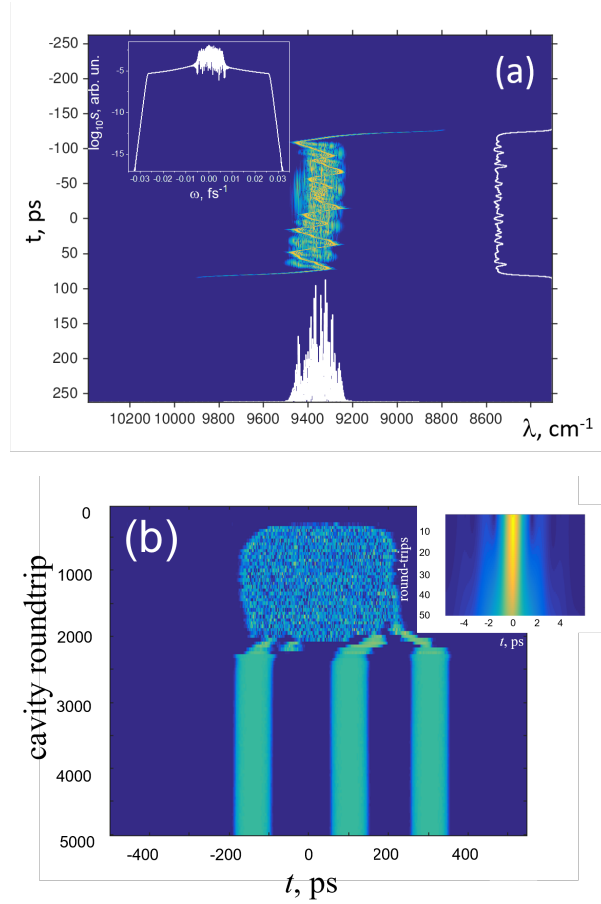 (a)
-250
-200
-150
-100
-50
0
50
100
150
200
250
t, ps
10200 10000 9800 9600 9400 9200 9000 8800 8600
λ, cm⁻¹
-5
-10
-15
log₁₀s, arb. un.
-0.03 -0.02 -0.01 0.00 0.01 0.02 0.03
ω, fs⁻¹
(b)
0
1000
2000
3000
4000
5000
cavity roundtrip
-400 -200 0 200 400
t, ps
10
20
30
40
50
round-trips
-4 -2 0 2 4
t, ps